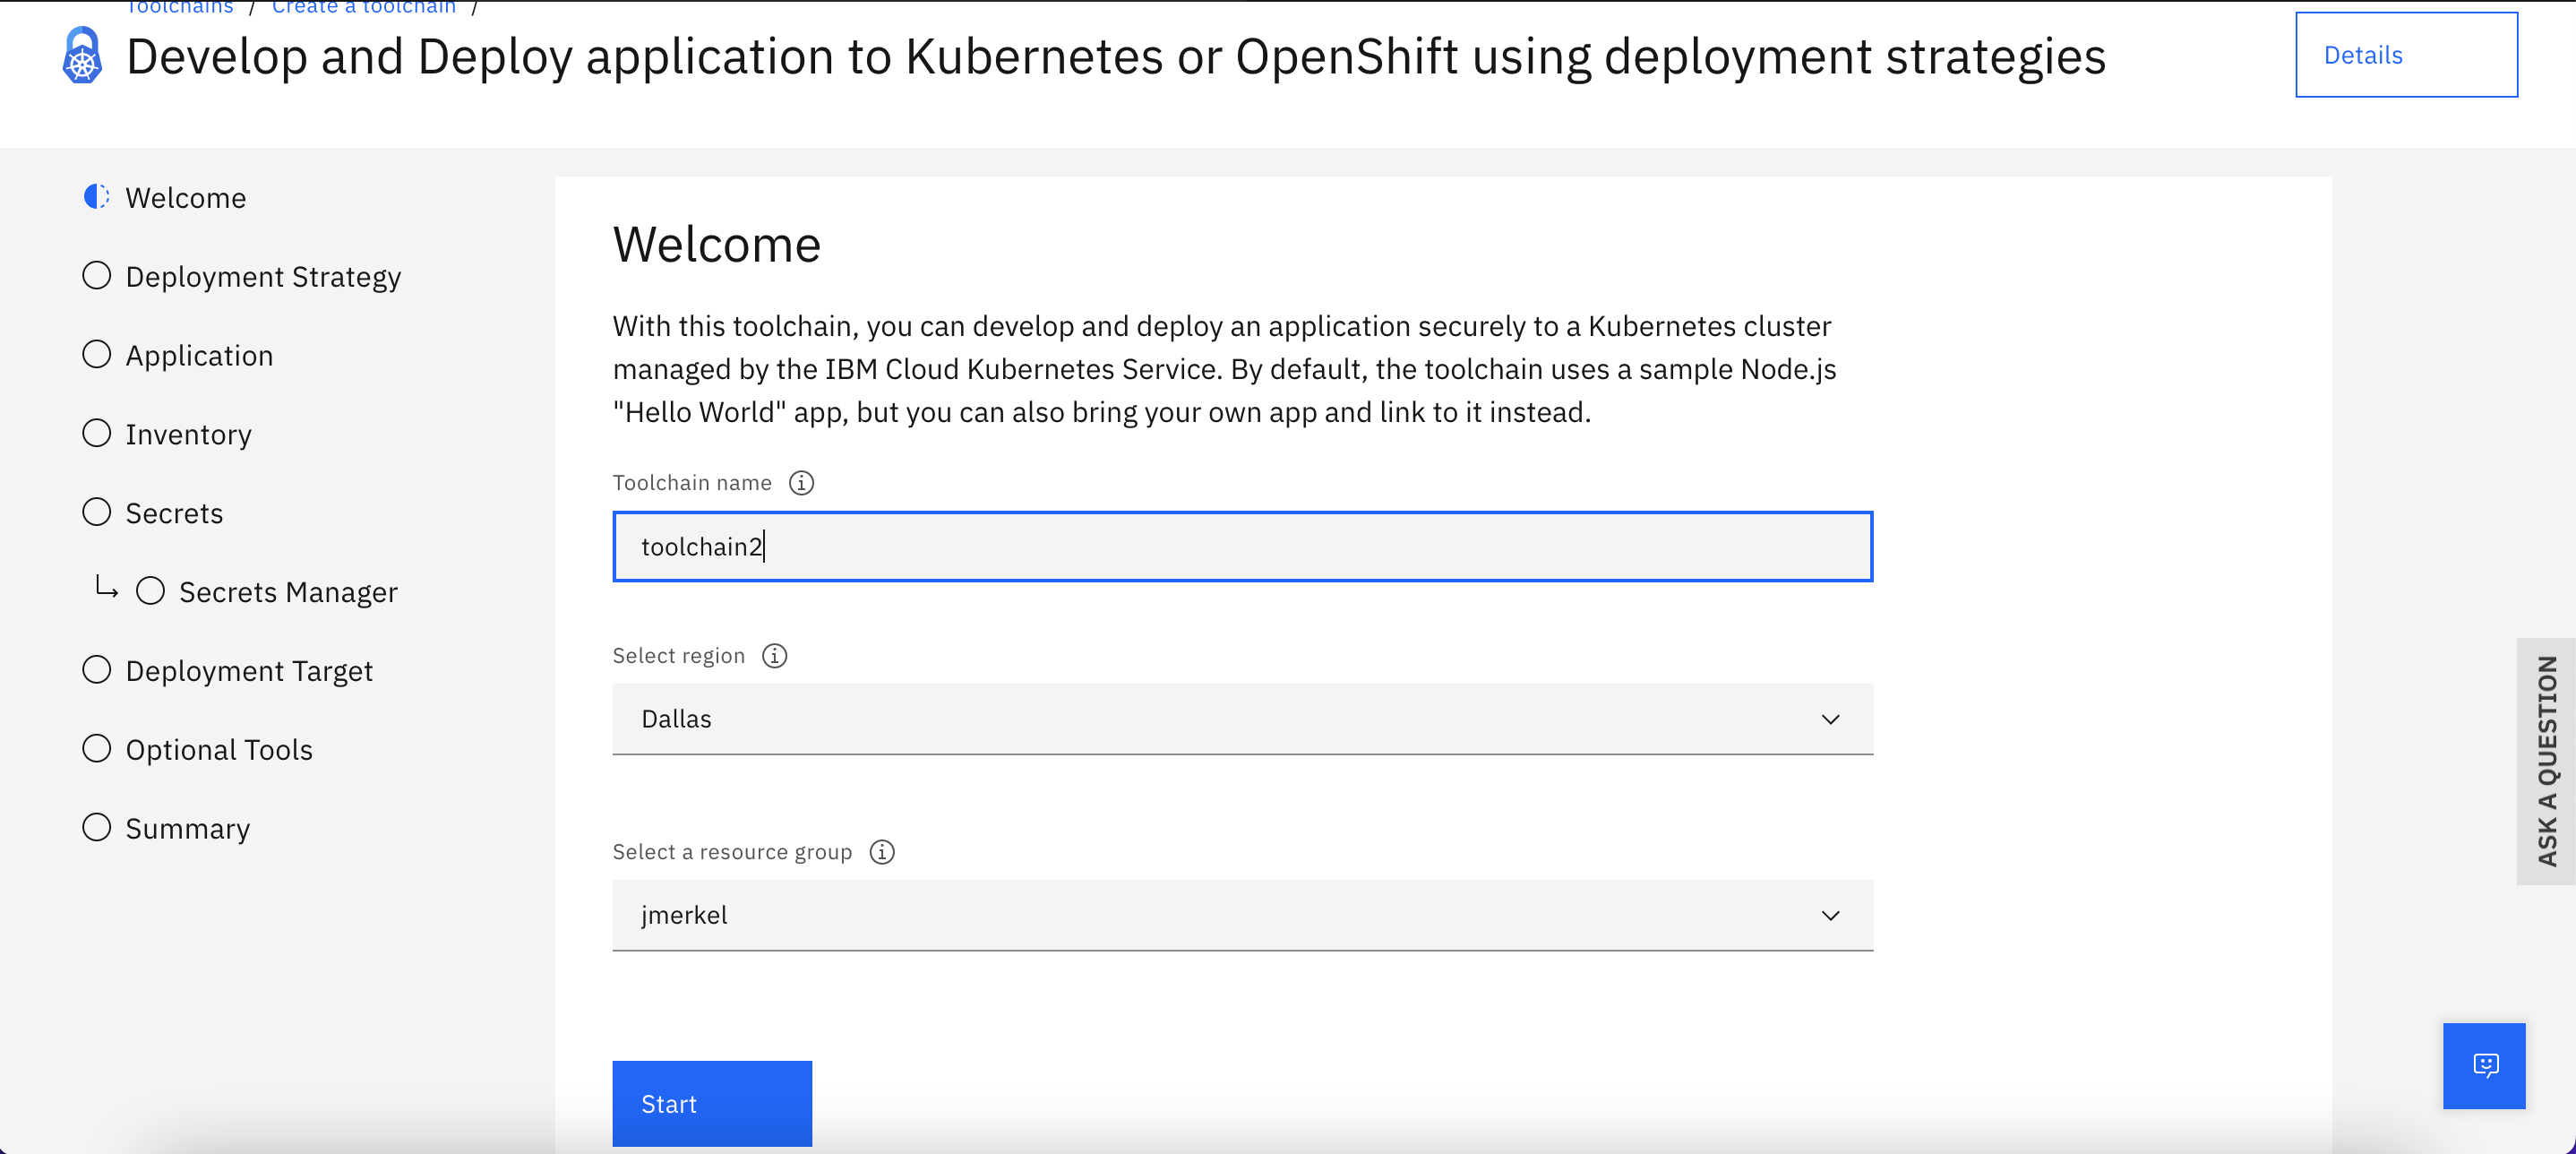 Toolchains / Create a toolchain /
Develop and Deploy application to Kubernetes or OpenShift using deployment strategies
Details
Welcome
Deployment Strategy
Application
Inventory
Secrets
Secrets Manager
Deployment Target
Optional Tools
Summary
Welcome
With this toolchain, you can develop and deploy an application securely to a Kubernetes cluster
managed by the IBM Cloud Kubernetes Service. By default, the toolchain uses a sample Node.js
"Hello World" app, but you can also bring your own app and link to it instead.
Toolchain name
toolchain2
Select region
Dallas
Select a resource group
jmerkel
Start
ASK A QUESTION